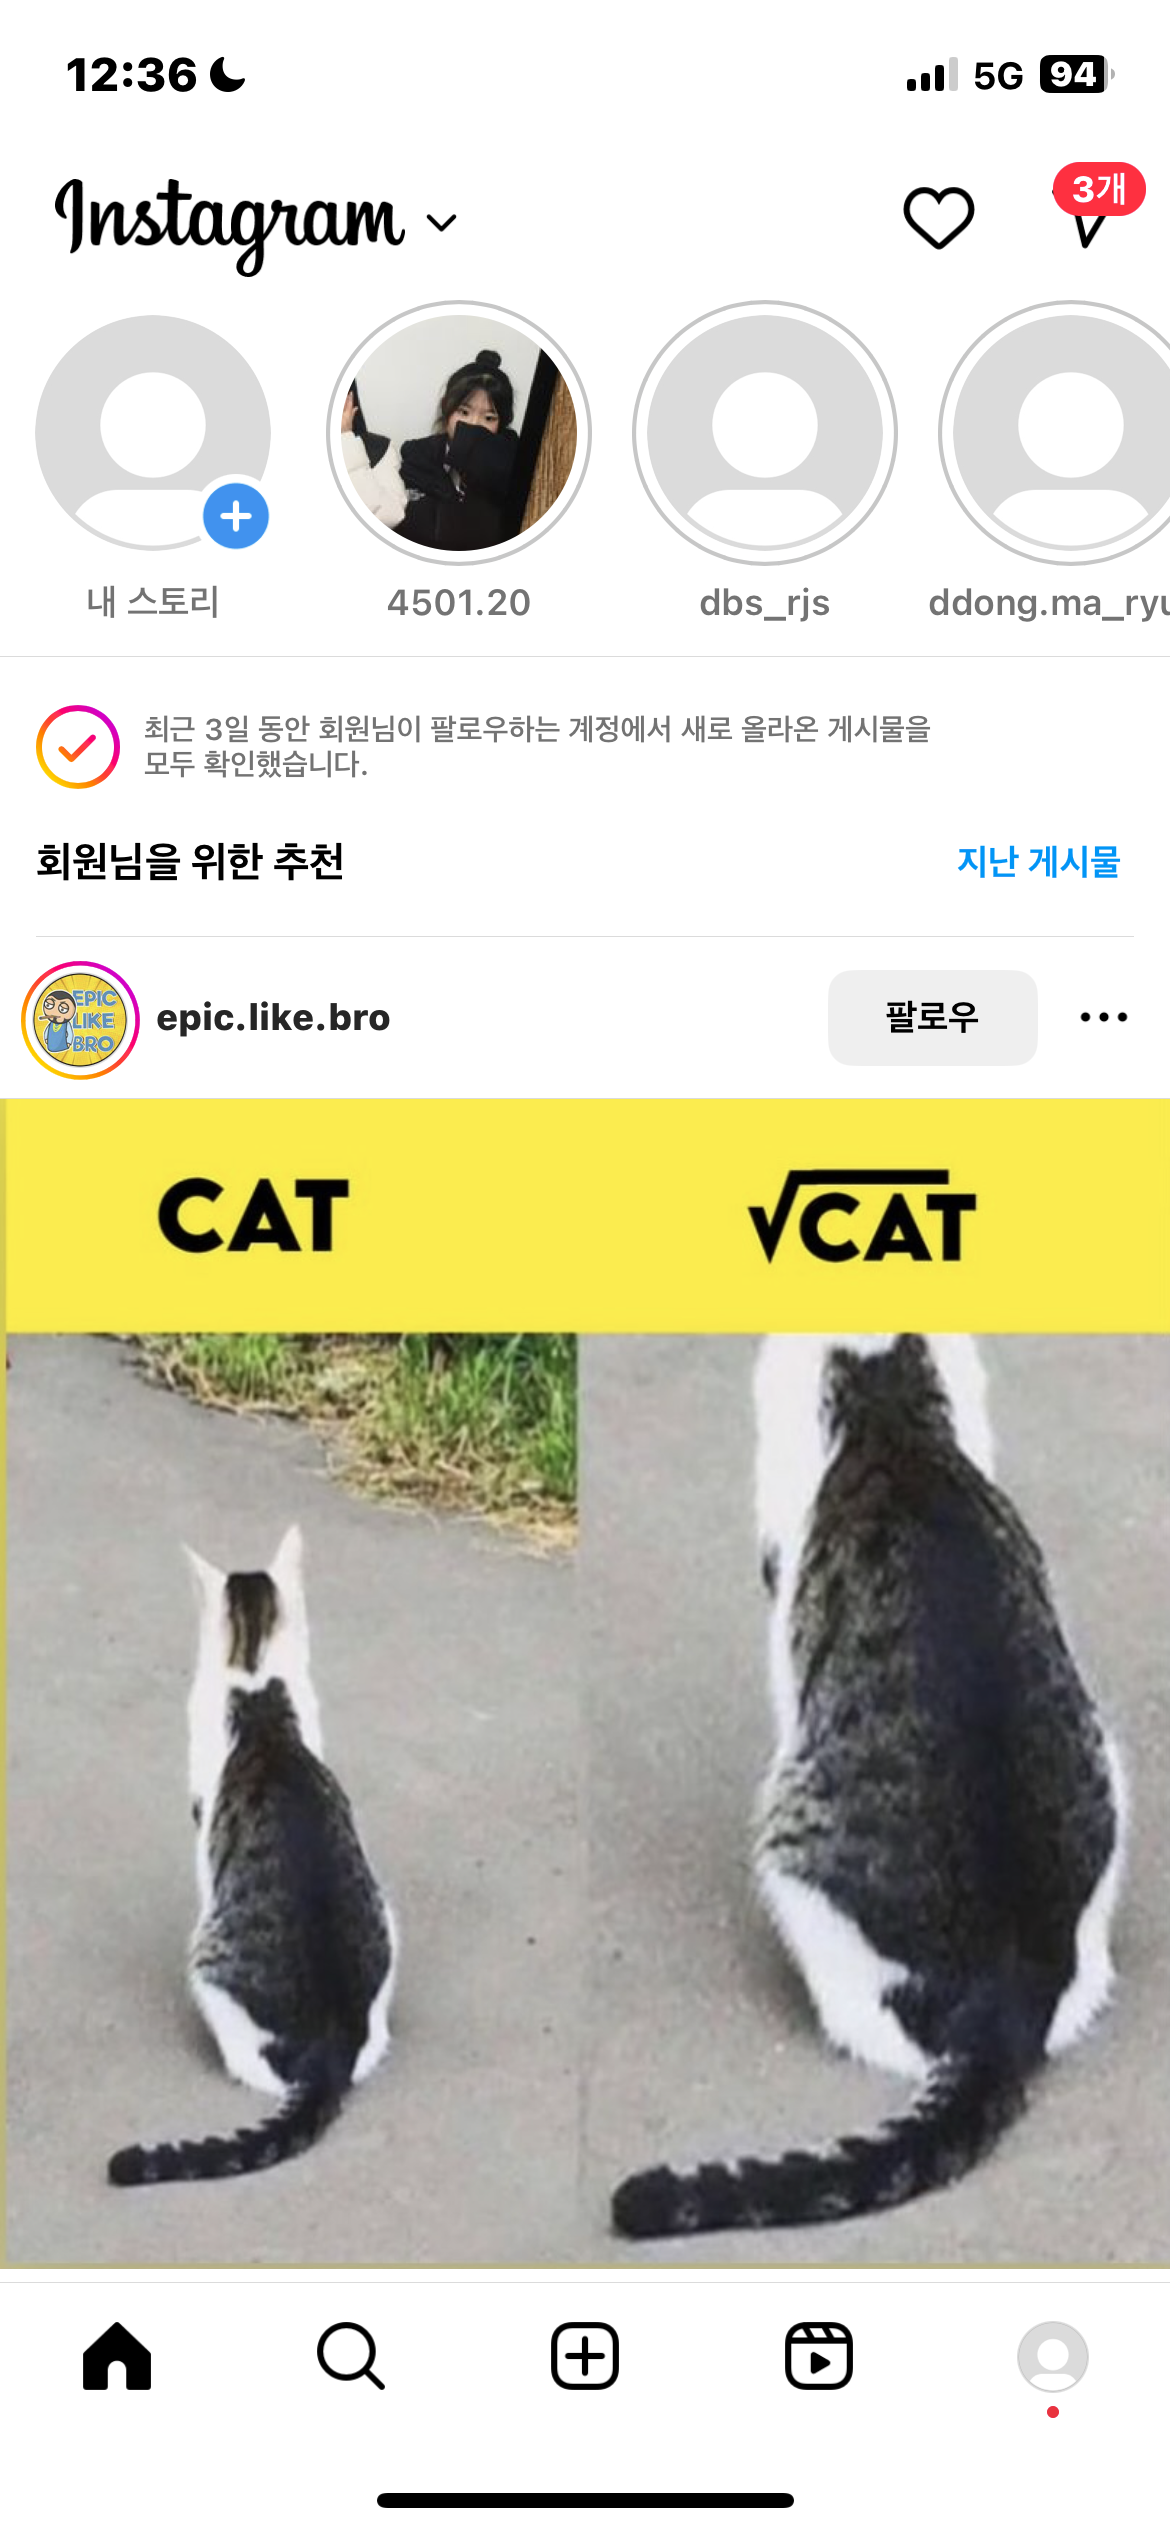 12:36
5G
94
Instagram
3개
내 스토리
4501.20
dbs_rjs
ddong.ma_ryu
최근 3일 동안 회원님이 팔로우하는 계정에서 새로 올라온 게시물을
모두 확인했습니다.
회원님을 위한 추천
지난 게시물
EPIC
LIKE
BRO
epic.like.bro
팔로우
CAT
√CAT